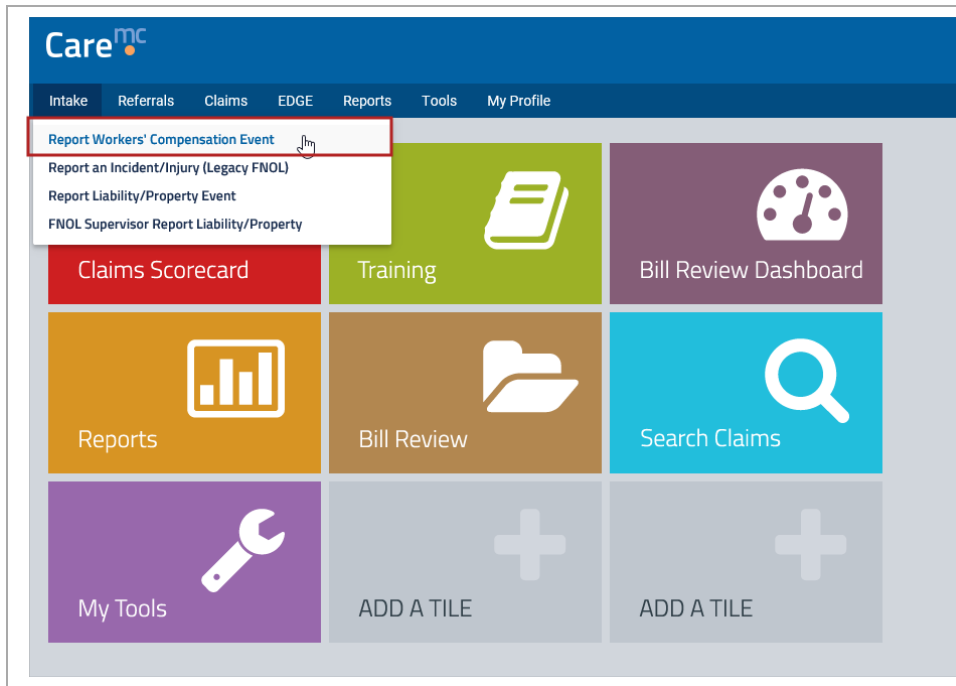 Care mc
Intake Referrals Claims EDGE Reports Tools My Profile
Report Workers' Compensation Event
Report an Incident/Injury (Legacy FNOL)
Report Liability/Property Event
FNOL Supervisor Report Liability/Property
Claims Scorecard Training Bill Review Dashboard
Reports Bill Review Search Claims
My Tools ADD A TILE ADD A TILE